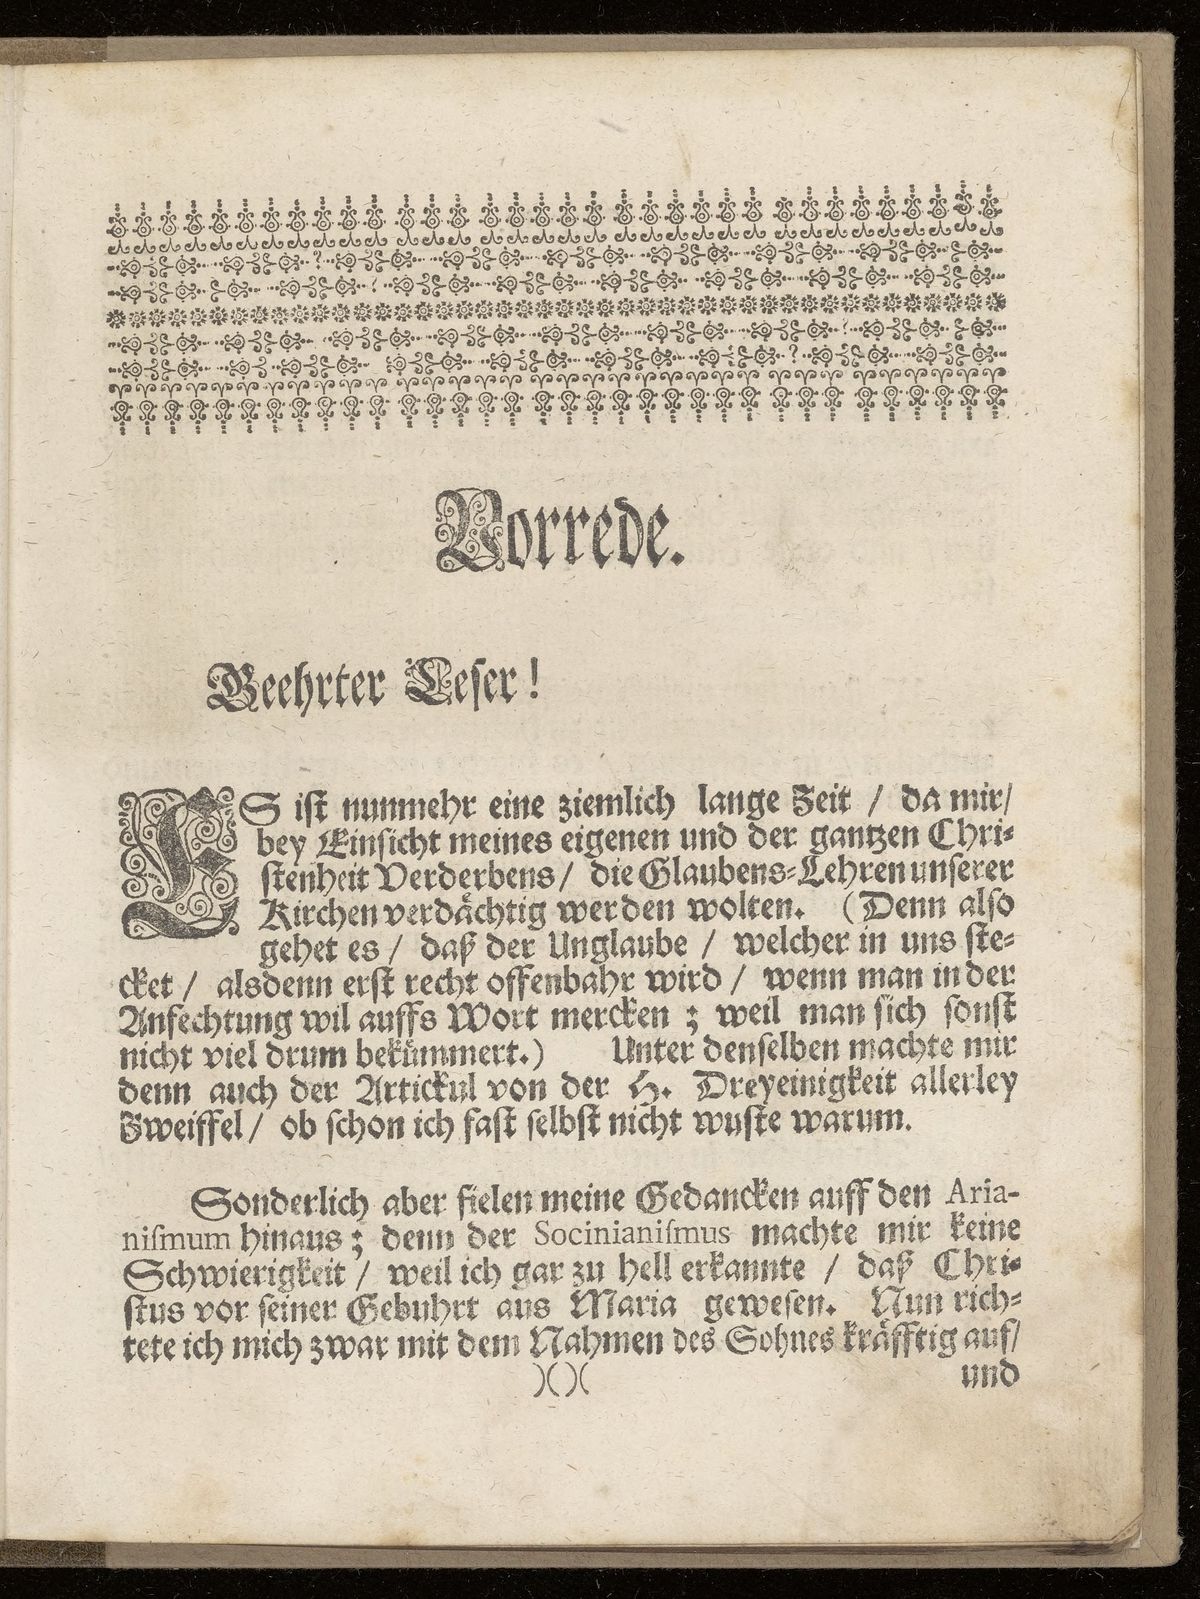 Vorrede.
Geehrter Leser!
ES ist nunmehr eine ziemlich lange Zeit / da mir/
bey Einsicht meines eigenen und der gantzen Chri-
stenheit Verderbens / die Glaubens-Lehren unserer
Kirchen verdächtig werden wolten. (Denn also
gehet es / daß der Unglaube / welcher in uns ste-
cket / alsdenn erst recht offenbahr wird / wenn man in der
Anfechtung wil auffs Wort mercken ; weil man sich sonst
nicht viel drum bekümmert.) Unter denselben machte mir
denn auch der Artickul von der H. Dreyeinigkeit allerley
Zweiffel / ob schon ich fast selbst nicht wuste warum.
Sonderlich aber fielen meine Gedancken auff den Aria-
nismum hinaus ; denn der Socinianismus machte mir keine
Schwierigkeit / weil ich gar zu hell erkannte / daß Chri-
stus vor seiner Gebuhrt aus Maria gewesen. Nun rich-
tete ich mich zwar mit dem Nahmen des Sohnes kräfftig auf/
)( )( und